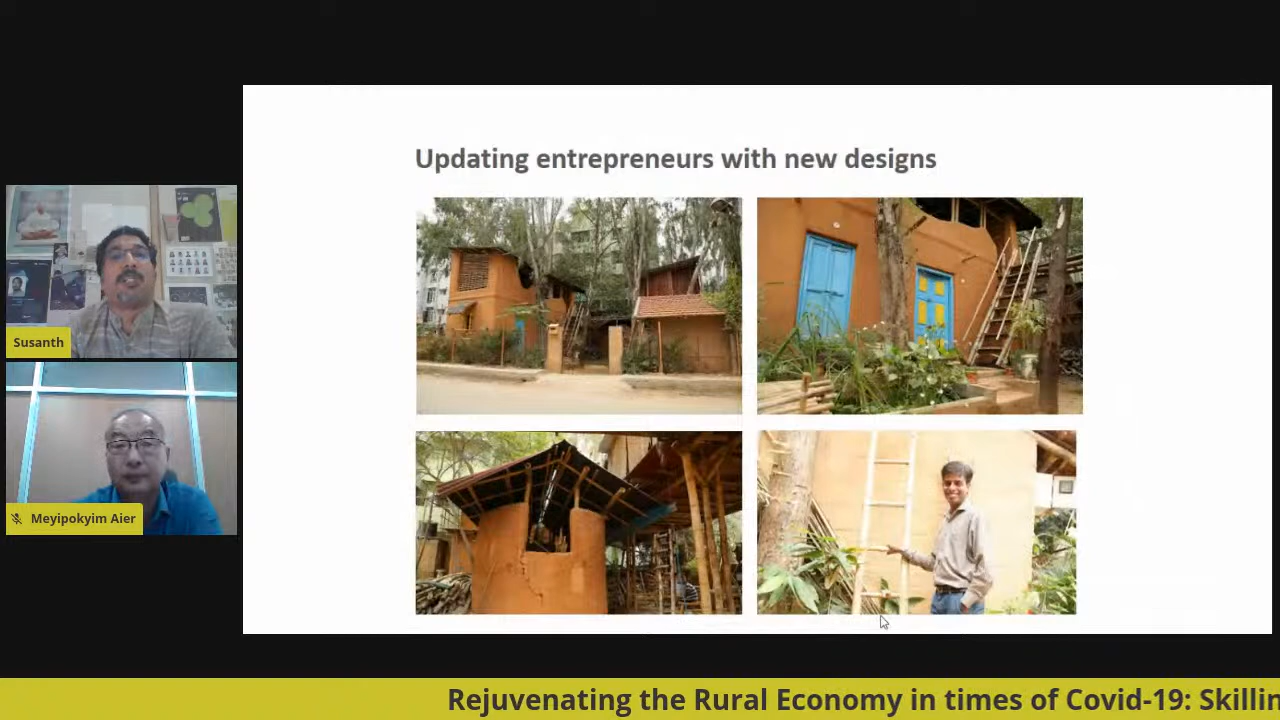 Updating entrepreneurs with new designs
Susanth
Meyipokyim Aier
Rejuvenating the Rural Economy in times of Covid-19: Skillin